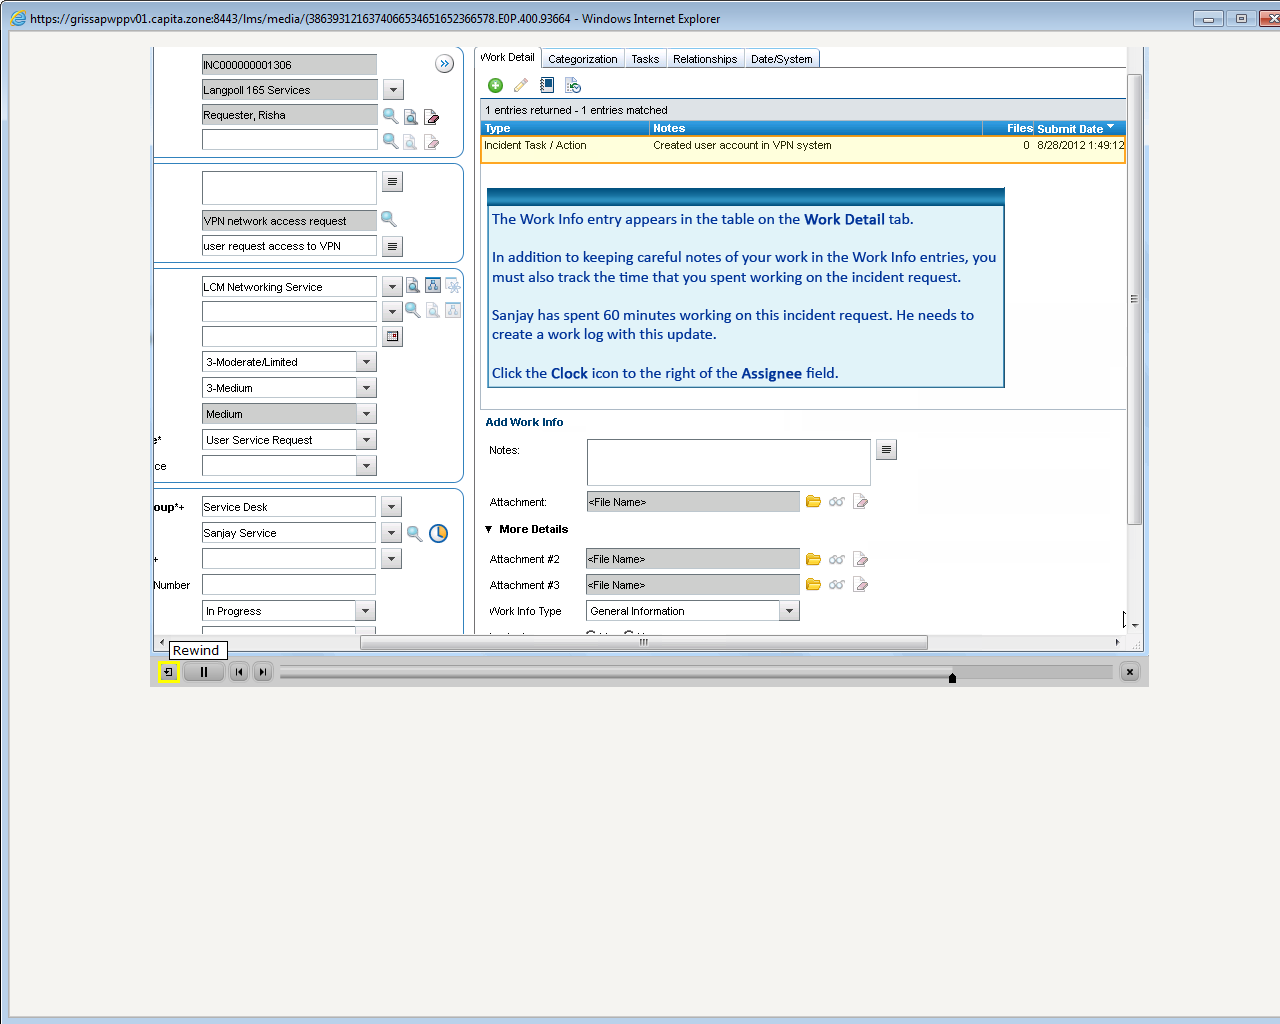 https://grissapwppv01.capita.zone:8443/lms/media/(3863931216374066534651652366578.E0P.400.93664 - Windows Internet Explorer
INC000000001306
Langpoll 165 Services
Requester, Risha
VPN network access request
user request access to VPN
LCM Networking Service
3-Moderate/Limited
3-Medium
Medium
e*
User Service Request
ce
oup*+
Service Desk
Sanjay Service
+
Number
In Progress
Work Detail
Categorization
Tasks
Relationships
Date/System
1 entries returned - 1 entries matched
Type Notes Files Submit Date
Incident Task / Action Created user account in VPN system 0 8/28/2012 1:49:12
The Work Info entry appears in the table on the Work Detail tab.
In addition to keeping careful notes of your work in the Work Info entries, you
must also track the time that you spent working on the incident request.
Sanjay has spent 60 minutes working on this incident request. He needs to
create a work log with this update.
Click the Clock icon to the right of the Assignee field.
Add Work Info
Notes:
Attachment: <File Name>
More Details
Attachment #2 <File Name>
Attachment #3 <File Name>
Work Info Type General Information
Rewind